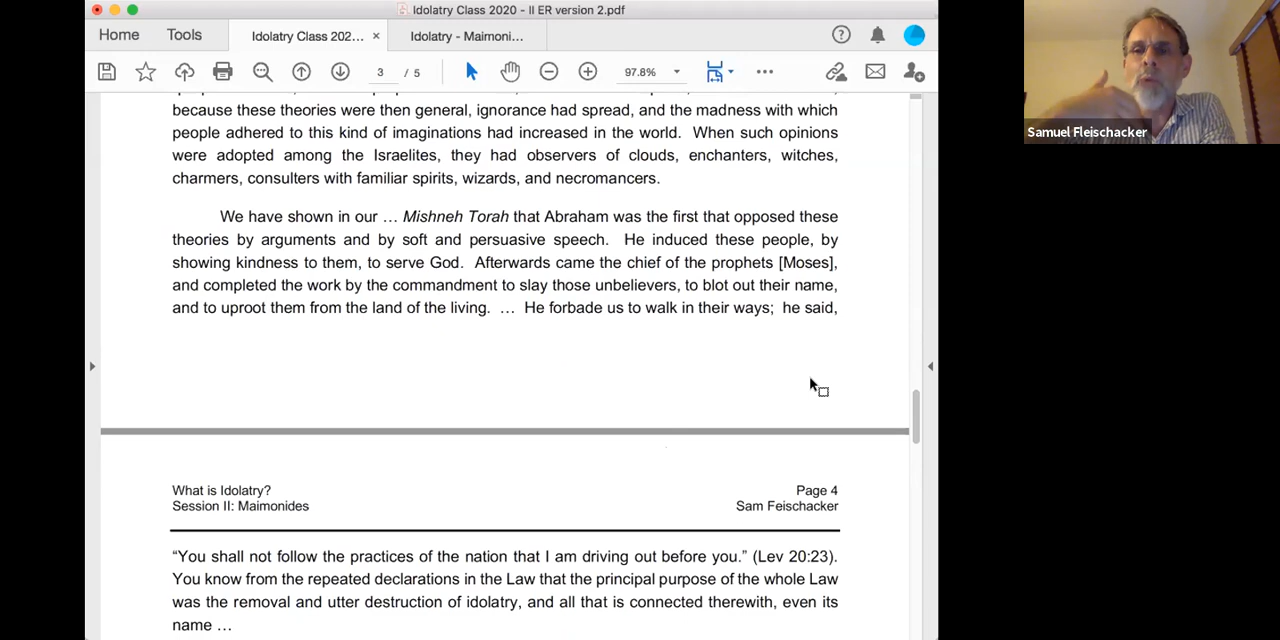 Idolatry Class 2020 - II ER version 2.pdf
Home Tools Idolatry Class 202... × Idolatry - Maimoni...
3 / 5 97.8%
because these theories were then general, ignorance had spread, and the madness with which
people adhered to this kind of imaginations had increased in the world. When such opinions
were adopted among the Israelites, they had observers of clouds, enchanters, witches,
charmers, consulters with familiar spirits, wizards, and necromancers.
We have shown in our … Mishneh Torah that Abraham was the first that opposed these
theories by arguments and by soft and persuasive speech. He induced these people, by
showing kindness to them, to serve God. Afterwards came the chief of the prophets [Moses],
and completed the work by the commandment to slay those unbelievers, to blot out their name,
and to uproot them from the land of the living. … He forbade us to walk in their ways; he said,
What is Idolatry? Page 4
Session II: Maimonides Sam Feischacker
“You shall not follow the practices of the nation that I am driving out before you.” (Lev 20:23).
You know from the repeated declarations in the Law that the principal purpose of the whole Law
was the removal and utter destruction of idolatry, and all that is connected therewith, even its
name …
Samuel Fleischacker